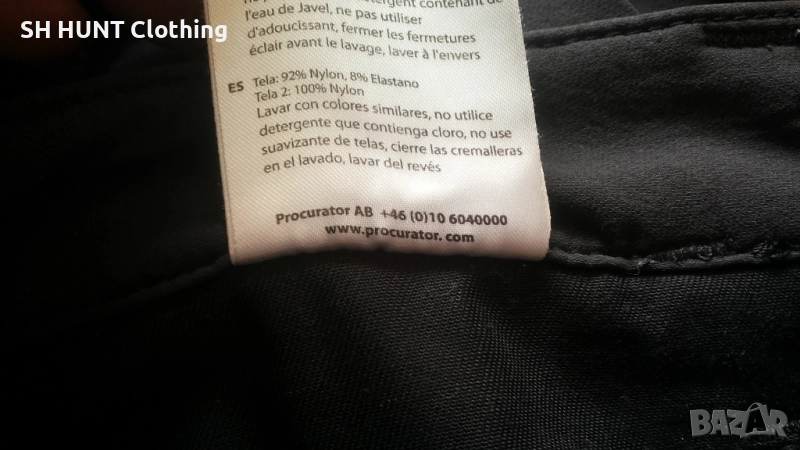 SH HUNT Clothing
détergent contenant de
l'eau de Javel, ne pas utiliser
d'adoucissant, fermer les fermetures
éclair avant le lavage, laver à l'envers
ES Tela: 92% Nylon, 8% Elastano
Tela 2: 100% Nylon
Lavar con colores similares, no utilice
detergente que contienga cloro, no use
suavizante de telas, cierre las cremalleras
en el lavado, lavar del revés
Procurator AB +46 (0)10 6040000
www.procurator.com
BAZAR